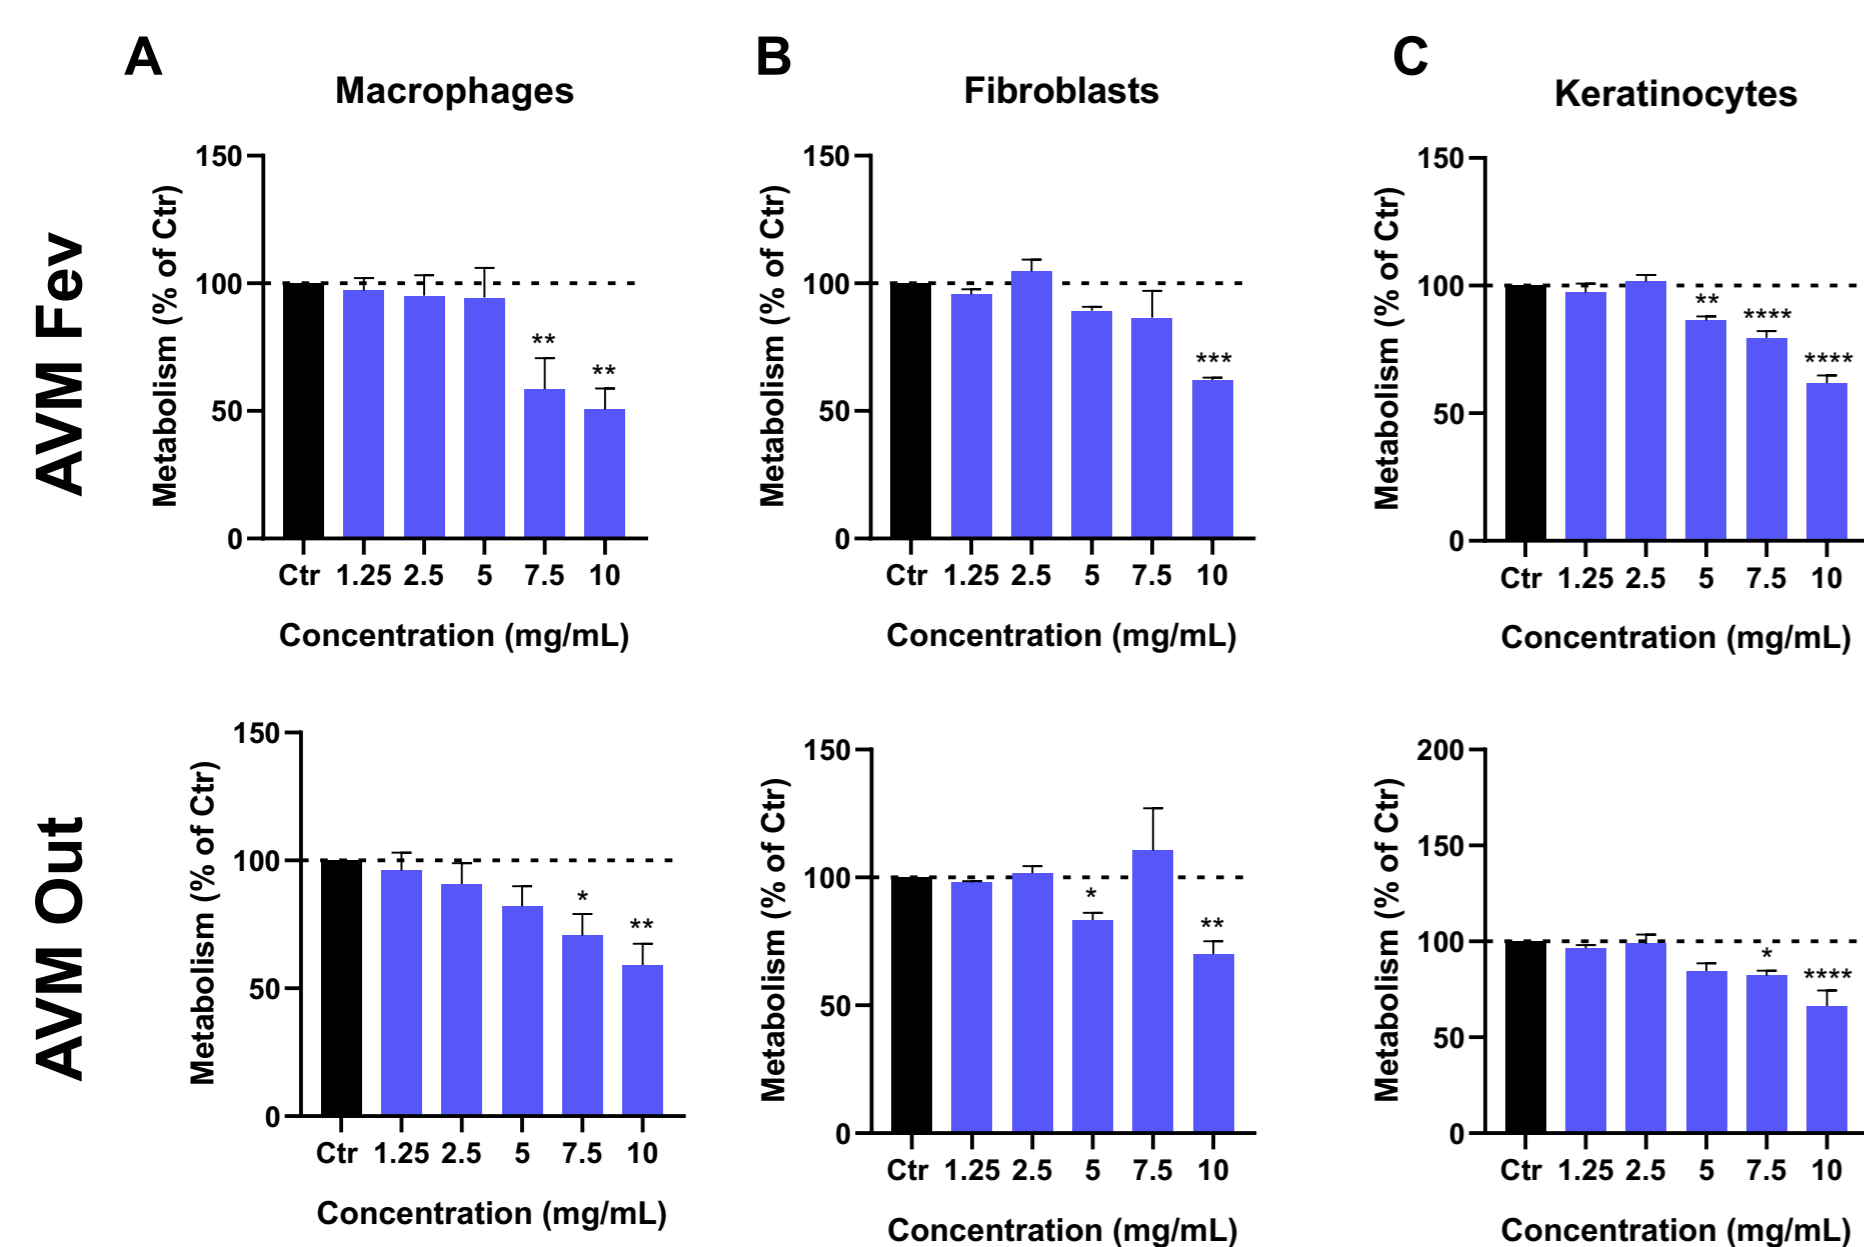 A
B
C
Macrophages
Fibroblasts
Keratinocytes
AVM Fev
Metabolism (% of Ctr)
150
100
50
0
** **
Ctr 1.25 2.5 5 7.5 10
Concentration (mg/mL)
Metabolism (% of Ctr)
150
100
50
0
***
Ctr 1.25 2.5 5 7.5 10
Concentration (mg/mL)
Metabolism (% of Ctr)
150
100
50
0
** **** ****
Ctr 1.25 2.5 5 7.5 10
Concentration (mg/mL)
AVM Out
Metabolism (% of Ctr)
150
100
50
0
* **
Ctr 1.25 2.5 5 7.5 10
Concentration (mg/mL)
Metabolism (% of Ctr)
150
100
50
0
* **
Ctr 1.25 2.5 5 7.5 10
Concentration (mg/mL)
Metabolism (% of Ctr)
200
150
100
50
0
* ****
Ctr 1.25 2.5 5 7.5 10
Concentration (mg/mL)